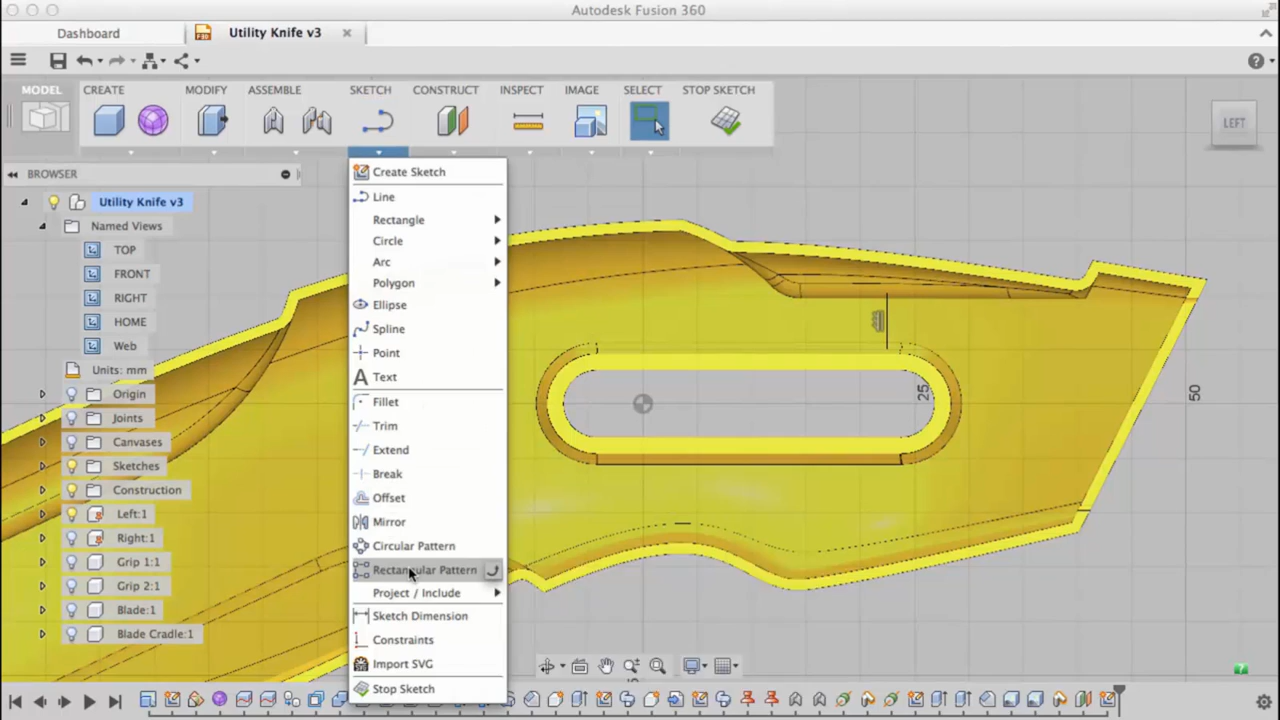 Autodesk Fusion 360
Dashboard
Utility Knife v3
MODEL
CREATE
MODIFY
ASSEMBLE
SKETCH
CONSTRUCT
INSPECT
IMAGE
SELECT
STOP SKETCH
LEFT
BROWSER
Utility Knife v3
Named Views
TOP
FRONT
RIGHT
HOME
Web
Units: mm
Origin
Joints
Canvases
Sketches
Construction
Left:1
Right:1
Grip 1:1
Grip 2:1
Blade:1
Blade Cradle:1
Create Sketch
Line
Rectangle
Circle
Arc
Polygon
Ellipse
Spline
Point
Text
Fillet
Trim
Extend
Break
Offset
Mirror
Circular Pattern
Rectangular Pattern
Project / Include
Sketch Dimension
Constraints
Import SVG
Stop Sketch
25
50